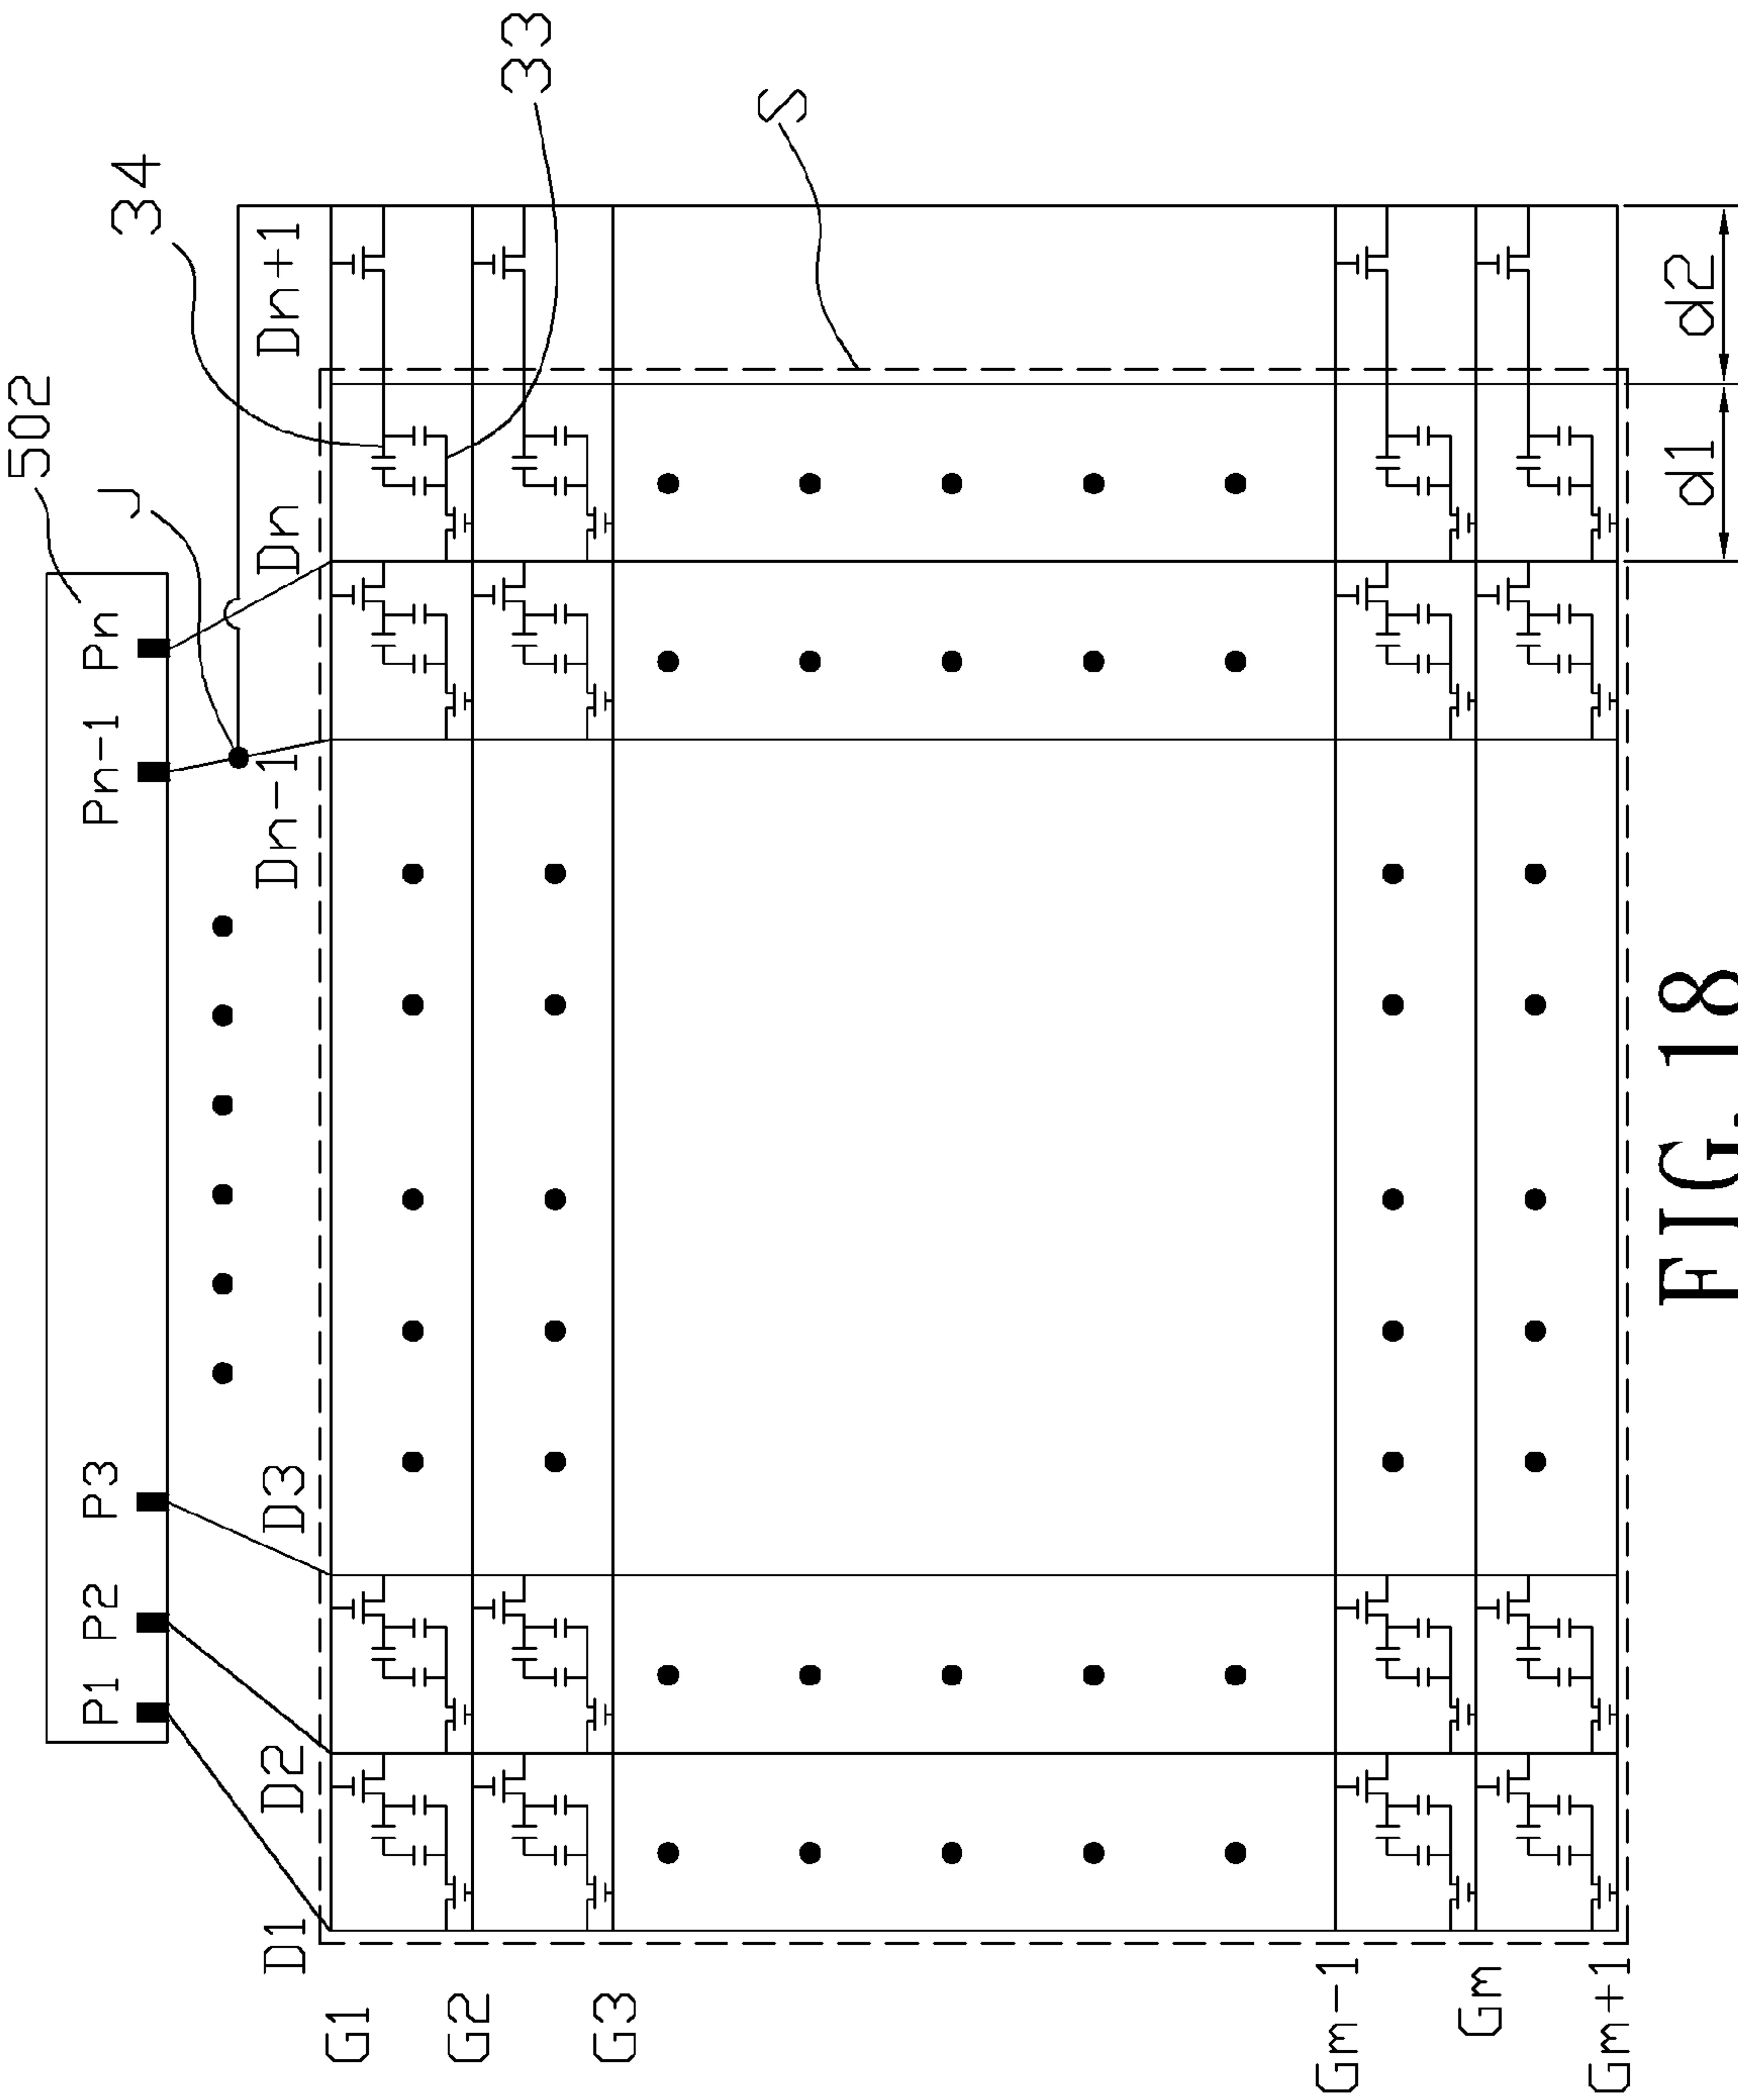 502
P1 P2 P3 Pn-1 Pn
J
34
D1 D2 D3 Dn-1 Dn Dn+1
33
G1
G2
G3
S
Gm-1
Gm
Gm+1
d1 d2
FIG. 18